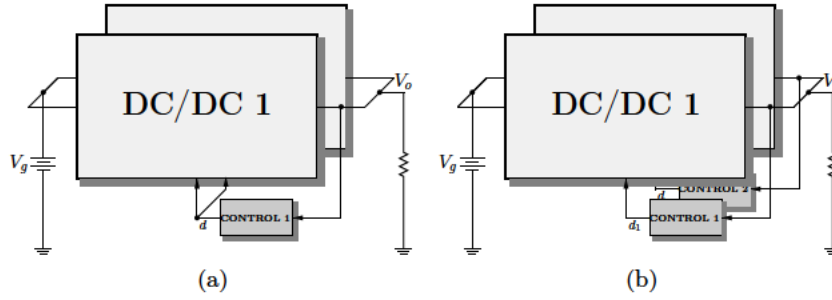 DC/DC 1
V_o
V_g
d
CONTROL 1
(a)
DC/DC 1
V
V_g
CONTROL 2
d
CONTROL 1
d_1
(b)